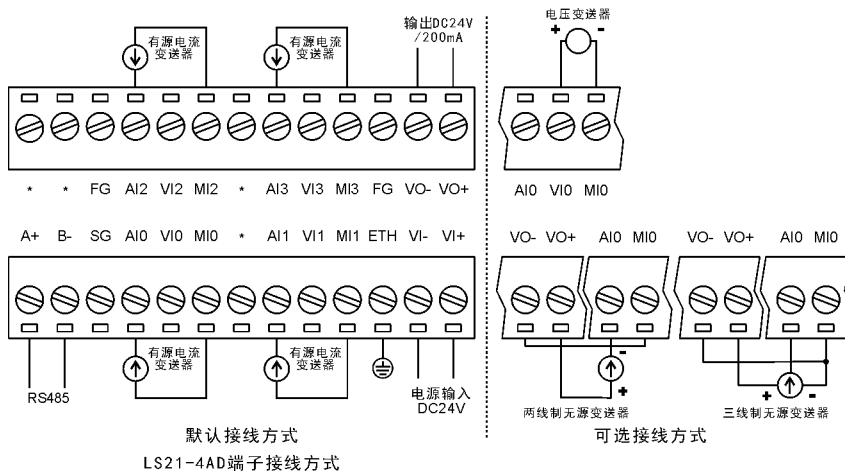 输出DC24V
/200mA
有源电流
变送器
有源电流
变送器
电压变送器
+ -
* * FG AI2 VI2 MI2 * AI3 VI3 MI3 FG VO- VO+
AI0 VI0 MI0
A+ B- SG AI0 VI0 MI0 * AI1 VI1 MI1 ETH VI- VI+
VO- VO+ AI0 MI0
VO- VO+ AI0 MI0
有源电流
变送器
有源电流
变送器
RS485
电源输入
DC24V
-
+
两线制无源变送器
+ -
三线制无源变送器
默认接线方式
可选接线方式
LS21-4AD端子接线方式